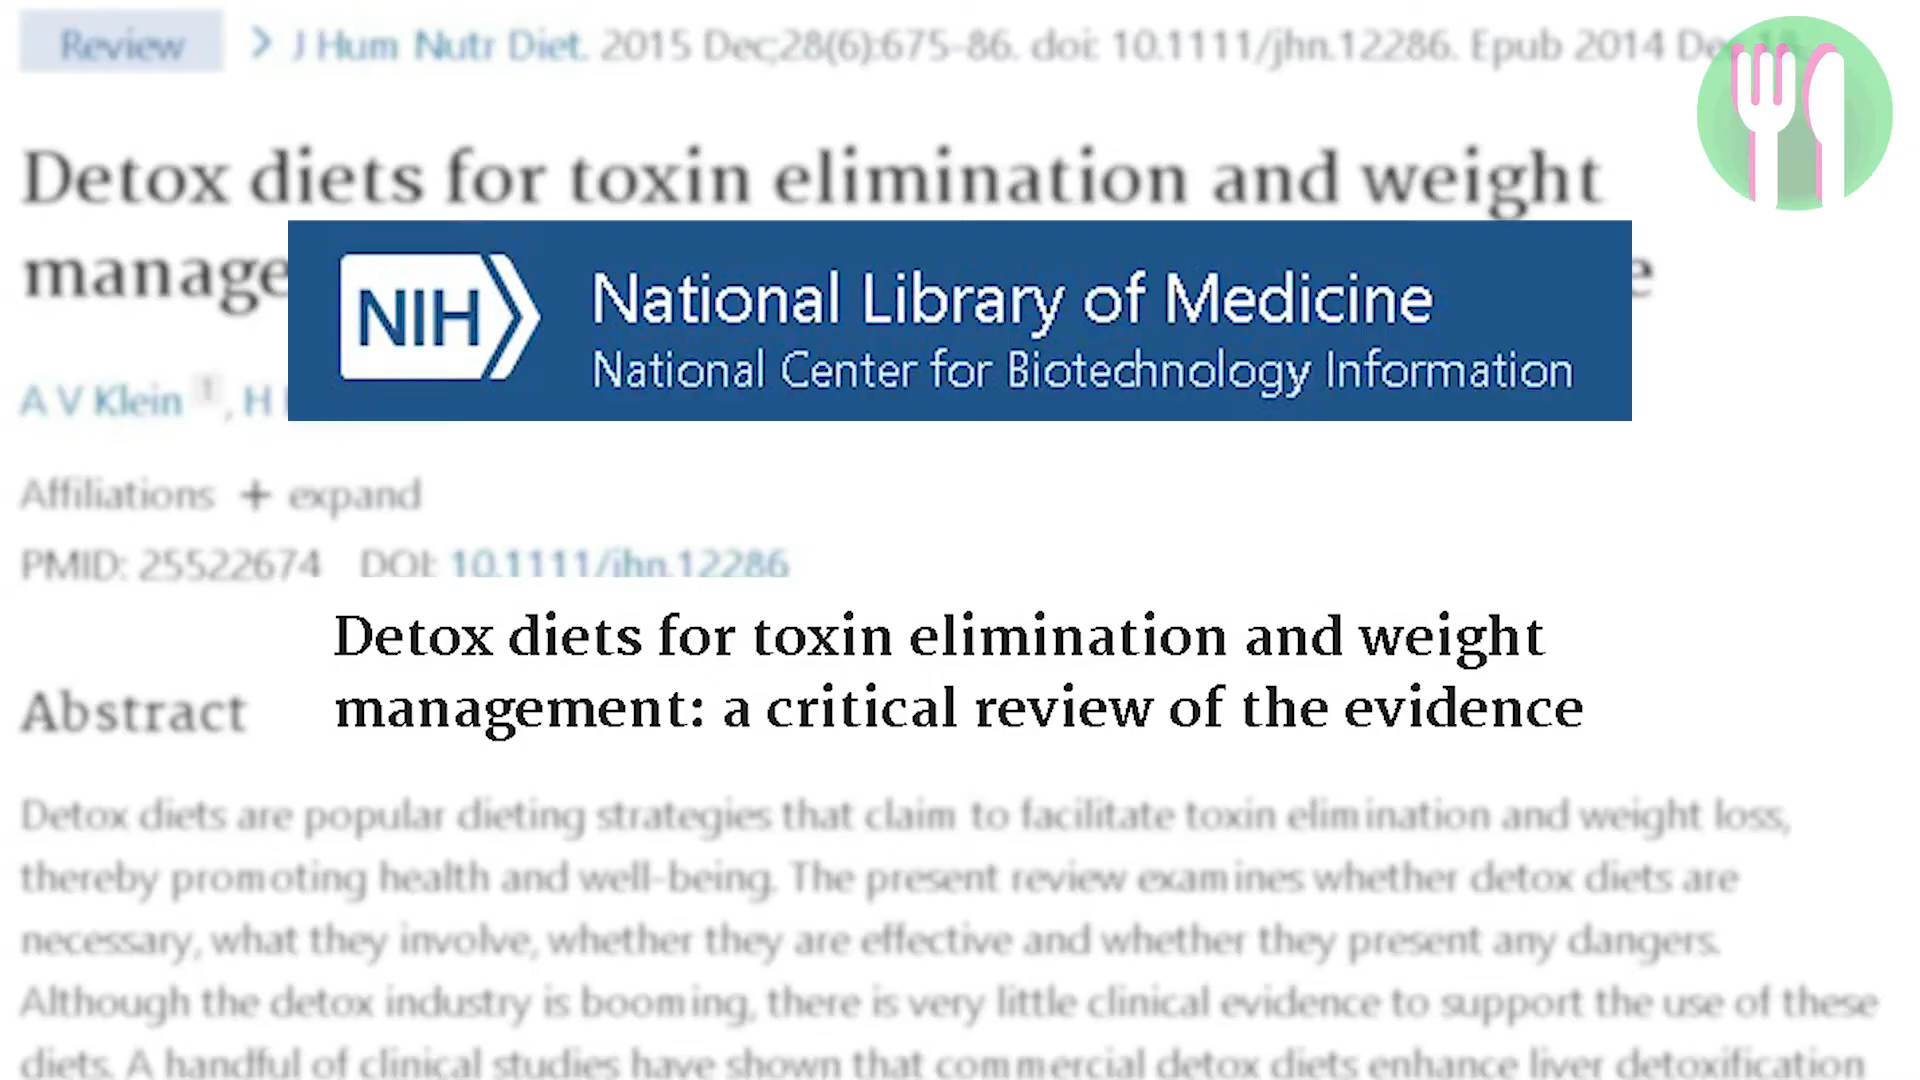 Review > J Hum Nutr Diet. 2015 Dec;28(6):675-86. doi: 10.1111/jhn.12286. Epub 2014 Dec
Detox diets for toxin elimination and weight
manage
NIH National Library of Medicine
National Center for Biotechnology Information
A V Klein 1, H
Affiliations + expand
PMID: 25522674 DOI: 10.1111/jhn.12286
Detox diets for toxin elimination and weight
management: a critical review of the evidence
Abstract
Detox diets are popular dieting strategies that claim to facilitate toxin elimination and weight loss,
thereby promoting health and well-being. The present review examines whether detox diets are
necessary, what they involve, whether they are effective and whether they present any dangers.
Although the detox industry is booming, there is very little clinical evidence to support the use of these
diets. A handful of clinical studies have shown that commercial detox diets enhance liver detoxification